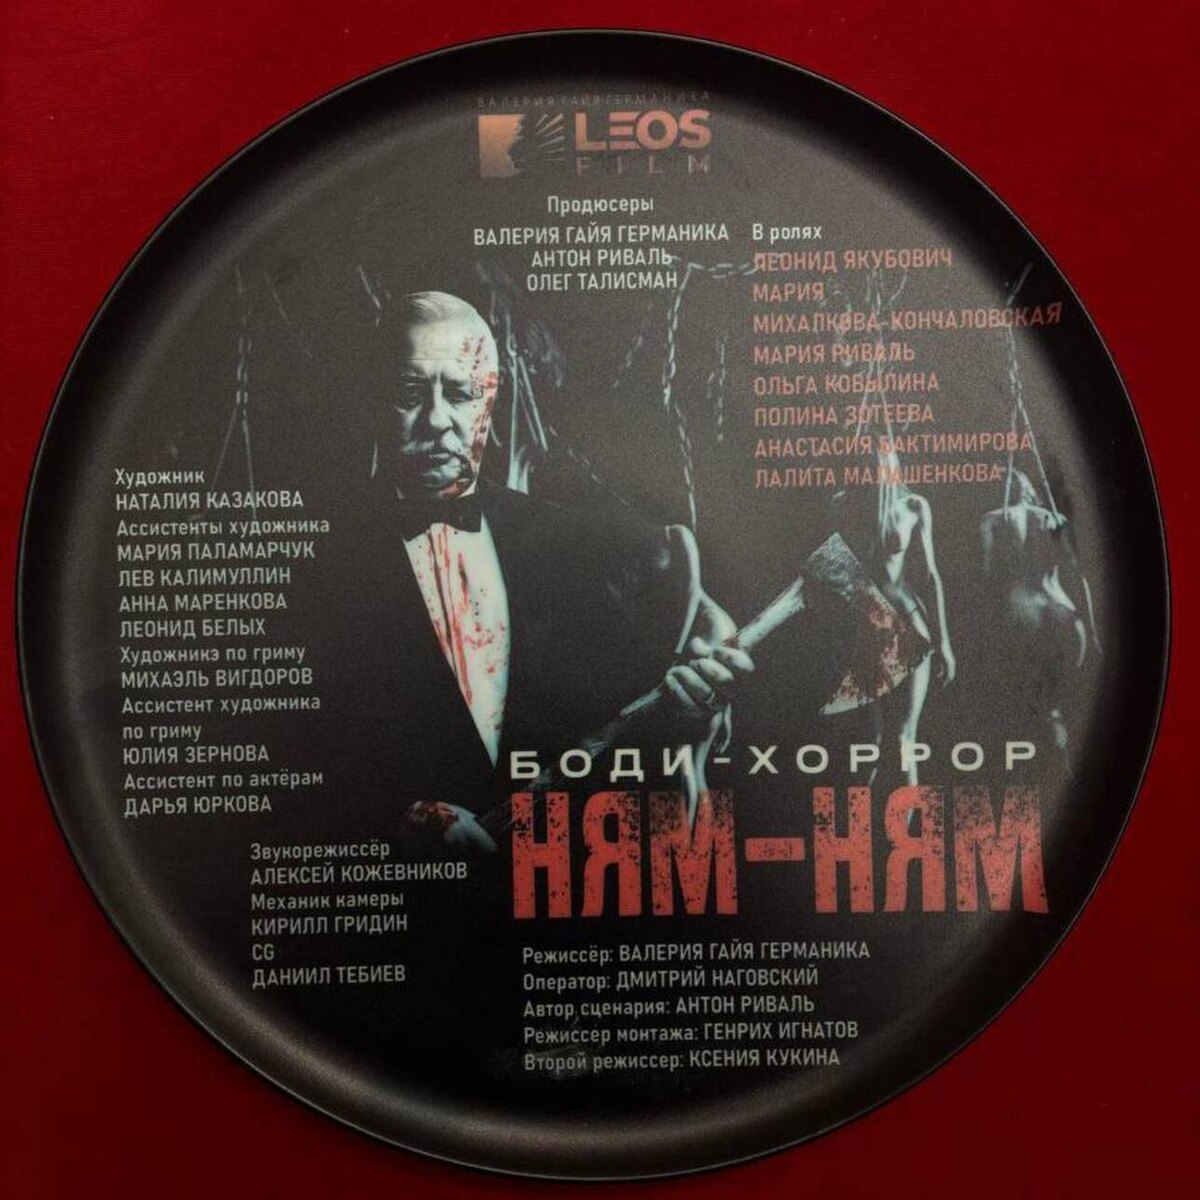 ВАЛЕРИЯ ГАЙ ГЕРМАНИКА
LEOS
FILM
Продюсеры
ВАЛЕРИЯ ГАЙЯ ГЕРМАНИКА
АНТОН РИВАЛЬ
ОЛЕГ ТАЛИСМАН
В ролях
ЛЕОНИД ЯКУБОВИЧ
МАРИЯ
МИХАЛКОВА-КОНЧАЛОВСКАЯ
МАРИЯ РИВАЛЬ
ОЛЬГА КОВЫЛИНА
ПОЛИНА ЗОТЕЕВА
АНАСТАСИЯ БАКТИМИРОВА
ЛАЛИТА МАЛАШЕНКОВА
Художник
НАТАЛИЯ КАЗАКОВА
Ассистенты художника
МАРИЯ ПАЛАМАРЧУК
ЛЕВ КАЛИМУЛЛИН
АННА МАРЕНКОВА
ЛЕОНИД БЕЛЫХ
Художникэ по гриму
МИХАЭЛЬ ВИГДОРОВ
Ассистент художника
по гриму
ЮЛИЯ ЗЕРНОВА
Ассистент по актёрам
ДАРЬЯ ЮРКОВА
Звукорежиссёр
АЛЕКСЕЙ КОЖЕВНИКОВ
Механик камеры
КИРИЛЛ ГРИДИН
CG
ДАНИИЛ ТЕБИЕВ
БОДИ-ХОРРОР
НЯМ-НЯМ
Режиссёр: ВАЛЕРИЯ ГАЙЯ ГЕРМАНИКА
Оператор: ДМИТРИЙ НАГОВСКИЙ
Автор сценария: АНТОН РИВАЛЬ
Режиссёр монтажа: ГЕНРИХ ИГНАТОВ
Второй режиссер: КСЕНИЯ КУКИНА